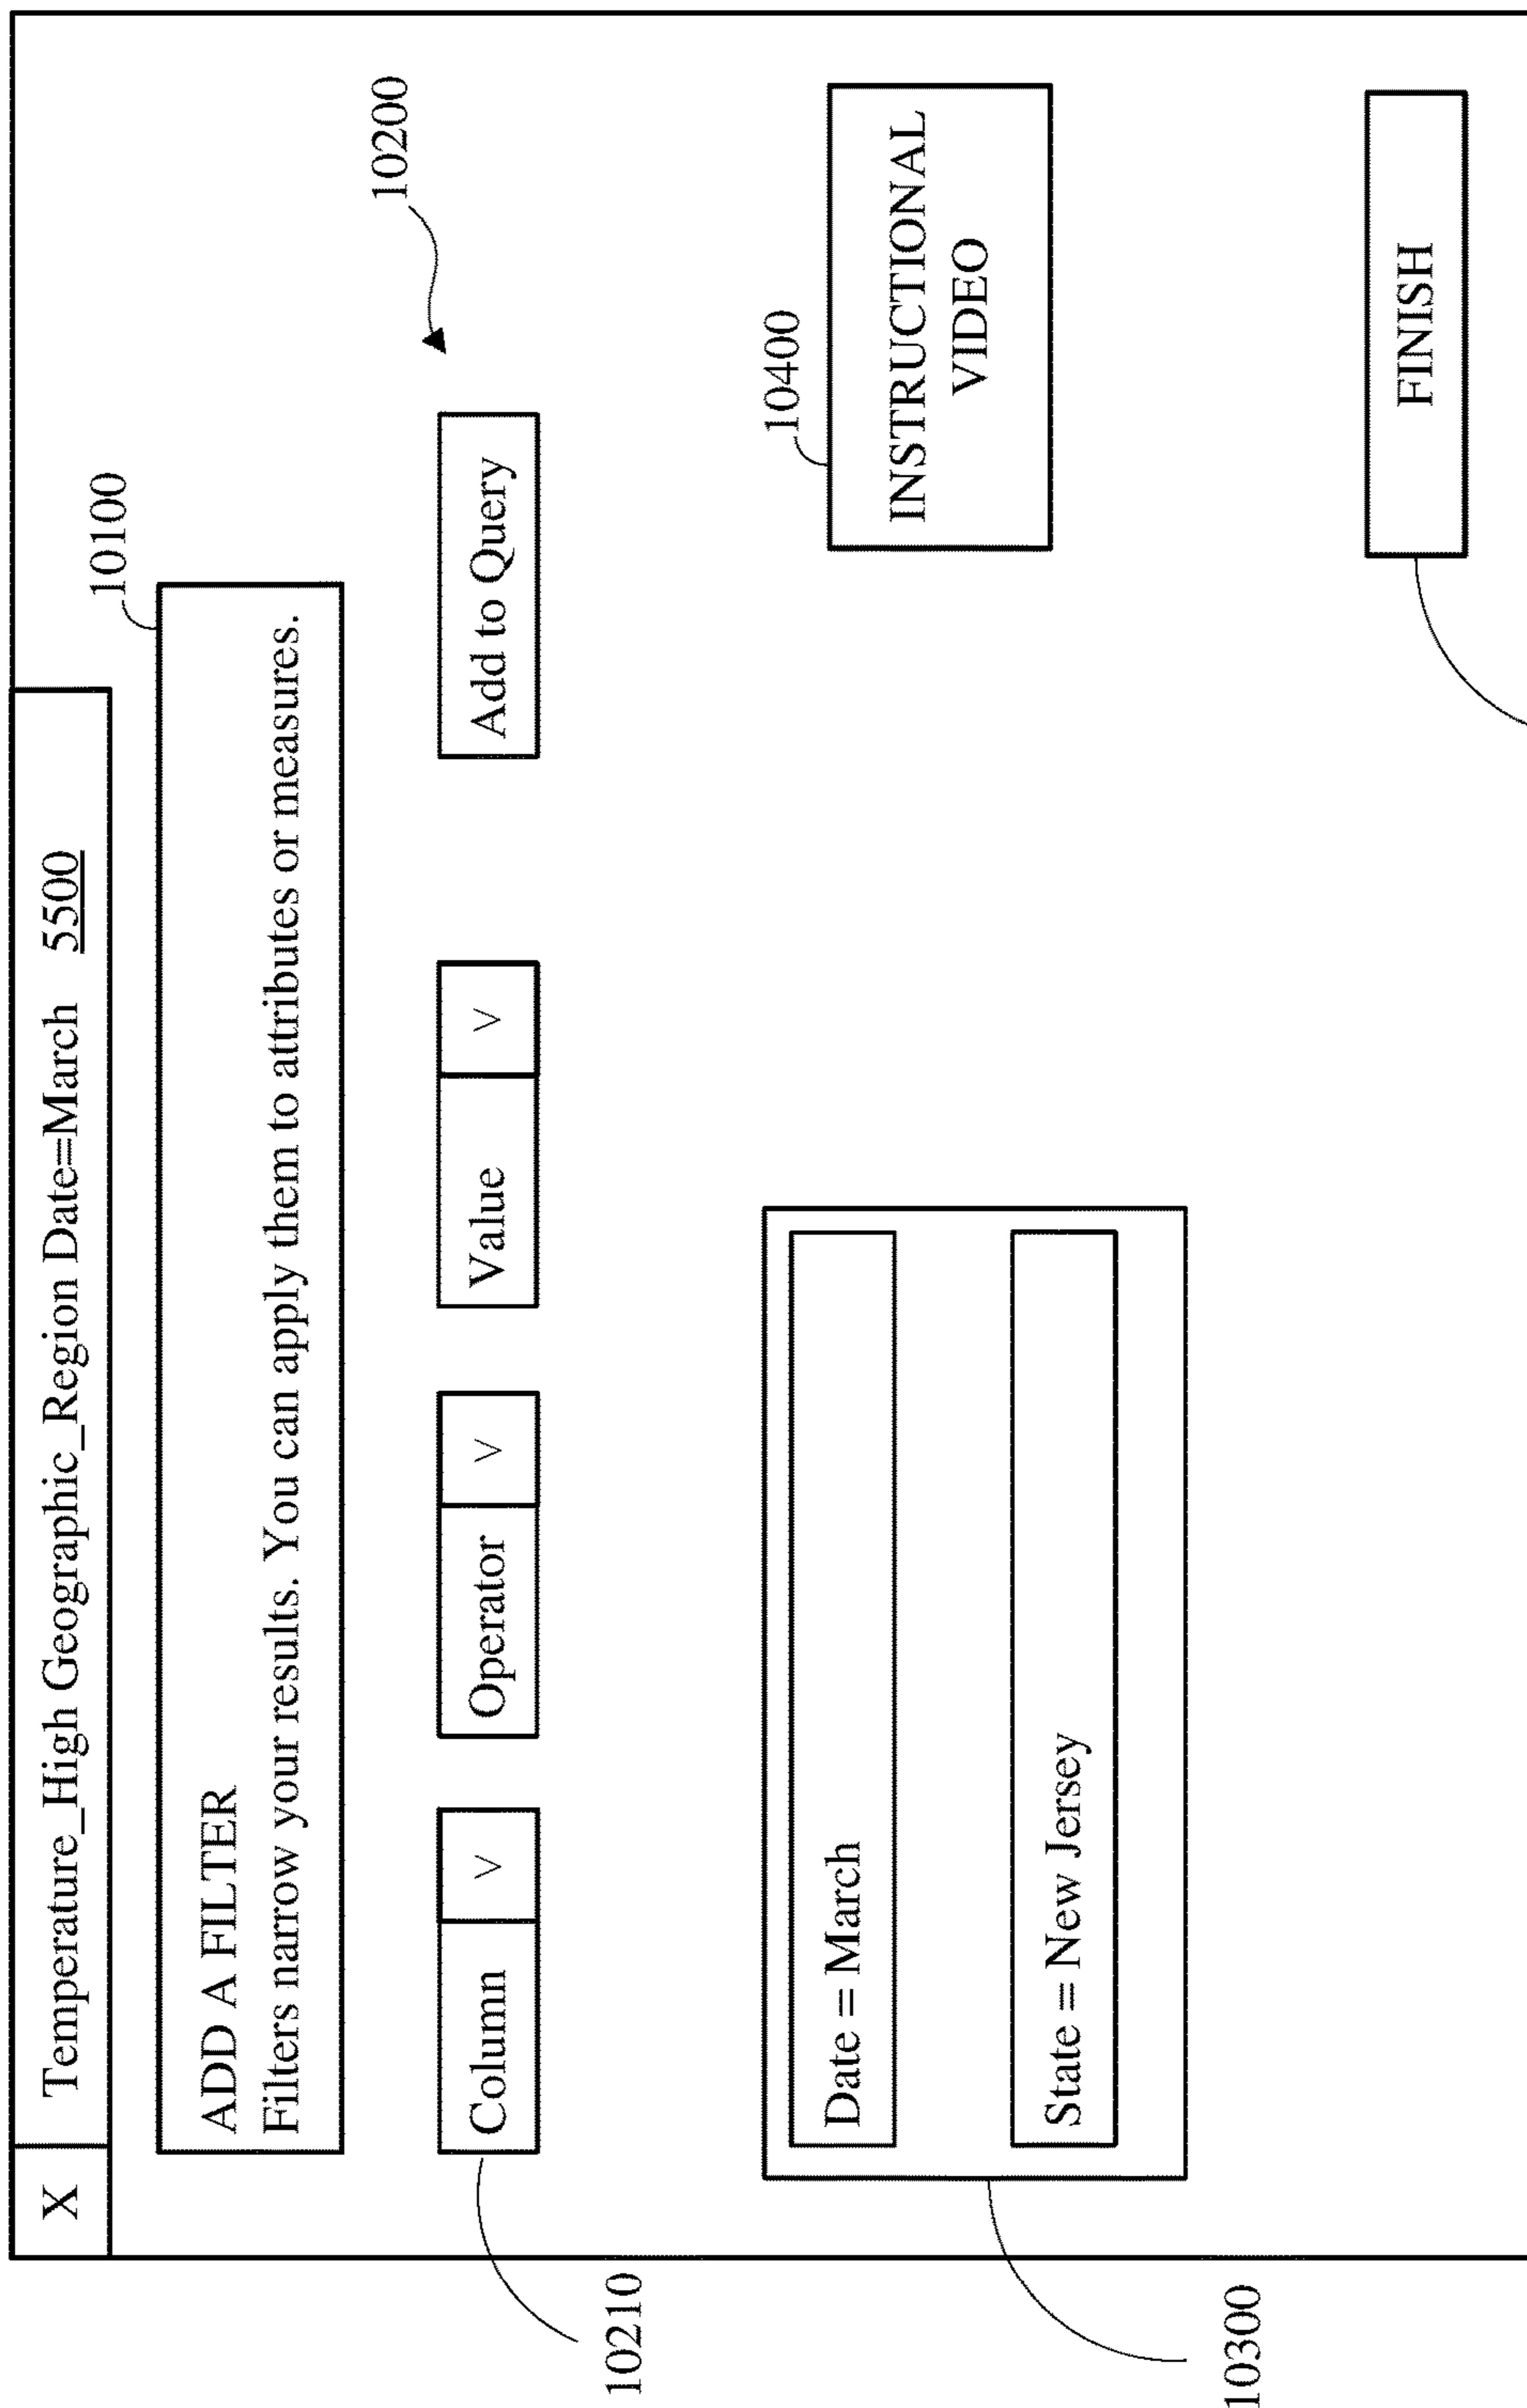 X Temperature_High Geographic_Region Date=March 5500
10100
ADD A FILTER
Filters narrow your results. You can apply them to attributes or measures.
10200
Column V Operator V Value V Add to Query
10210
10400
Date = March
INSTRUCTIONAL
VIDEO
State = New Jersey
10300
FINISH